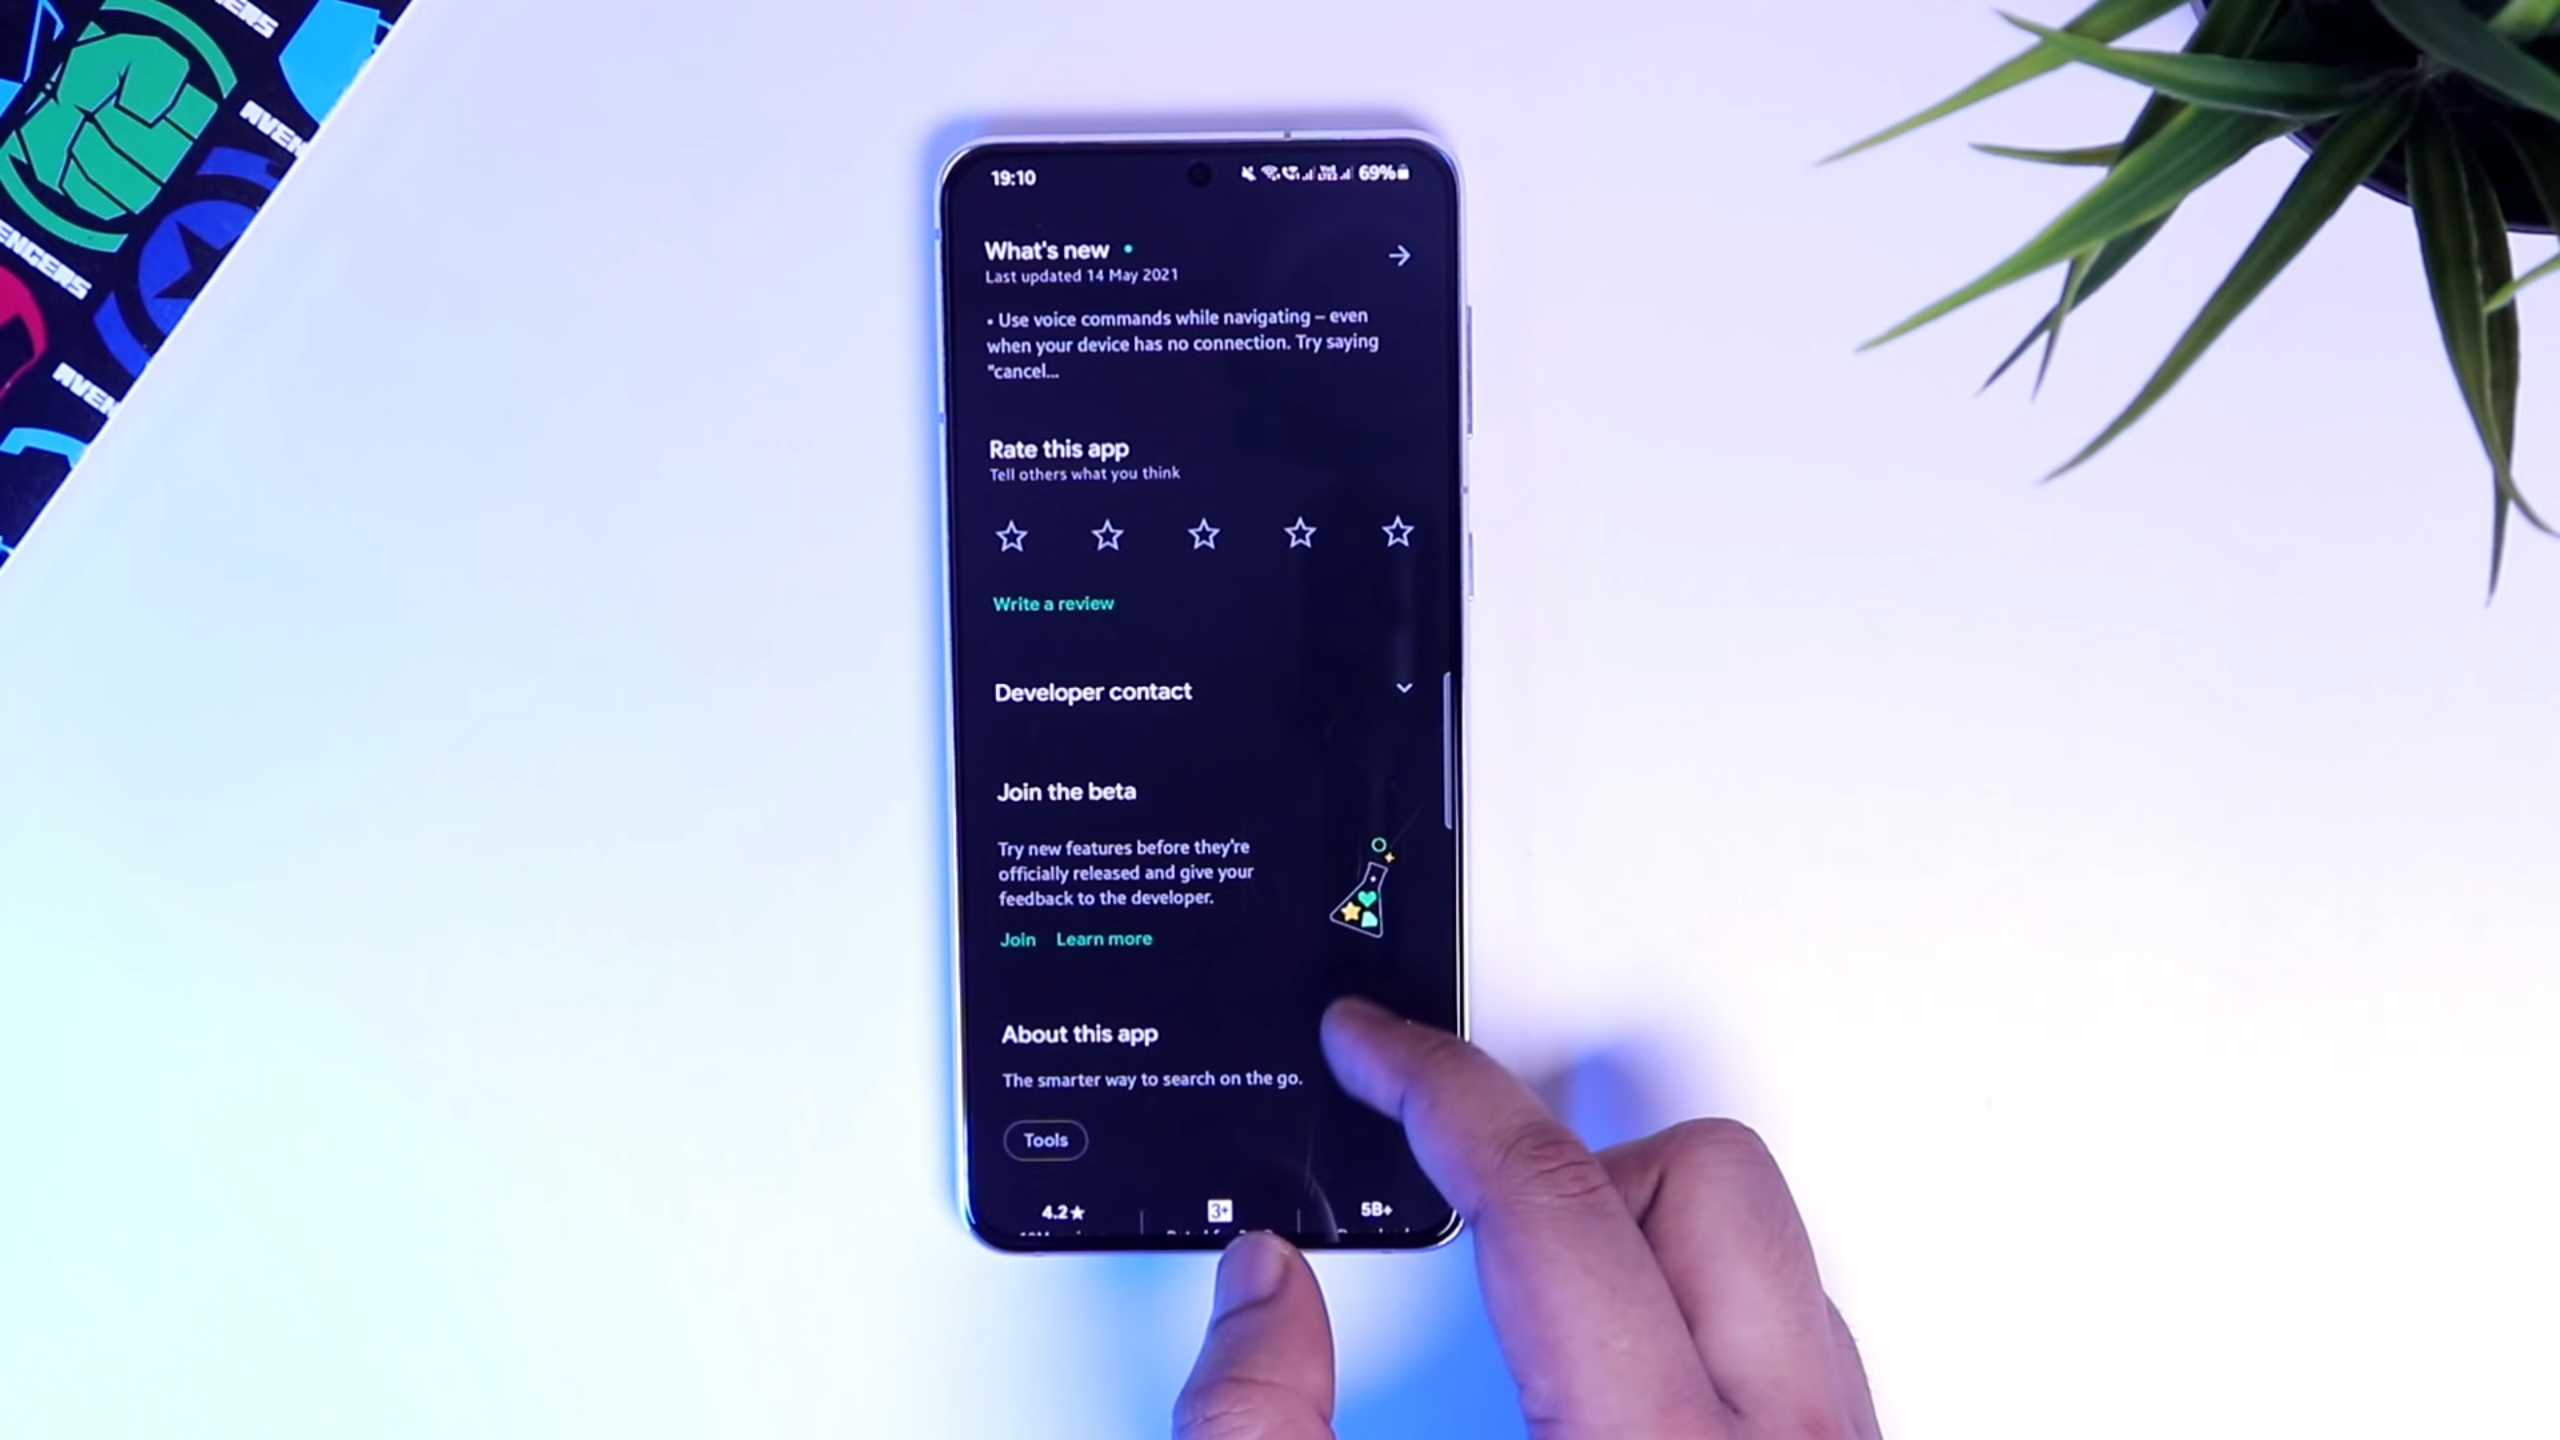 AVENGERS
19:10
69%
What's new
Last updated 14 May 2021
• Use voice commands while navigating – even
when your device has no connection. Try saying
"cancel...
Rate this app
Tell others what you think
Write a review
Developer contact
Join the beta
Try new features before they're
officially released and give your
feedback to the developer.
Join Learn more
About this app
The smarter way to search on the go.
Tools
4.2★ 3+ 5B+